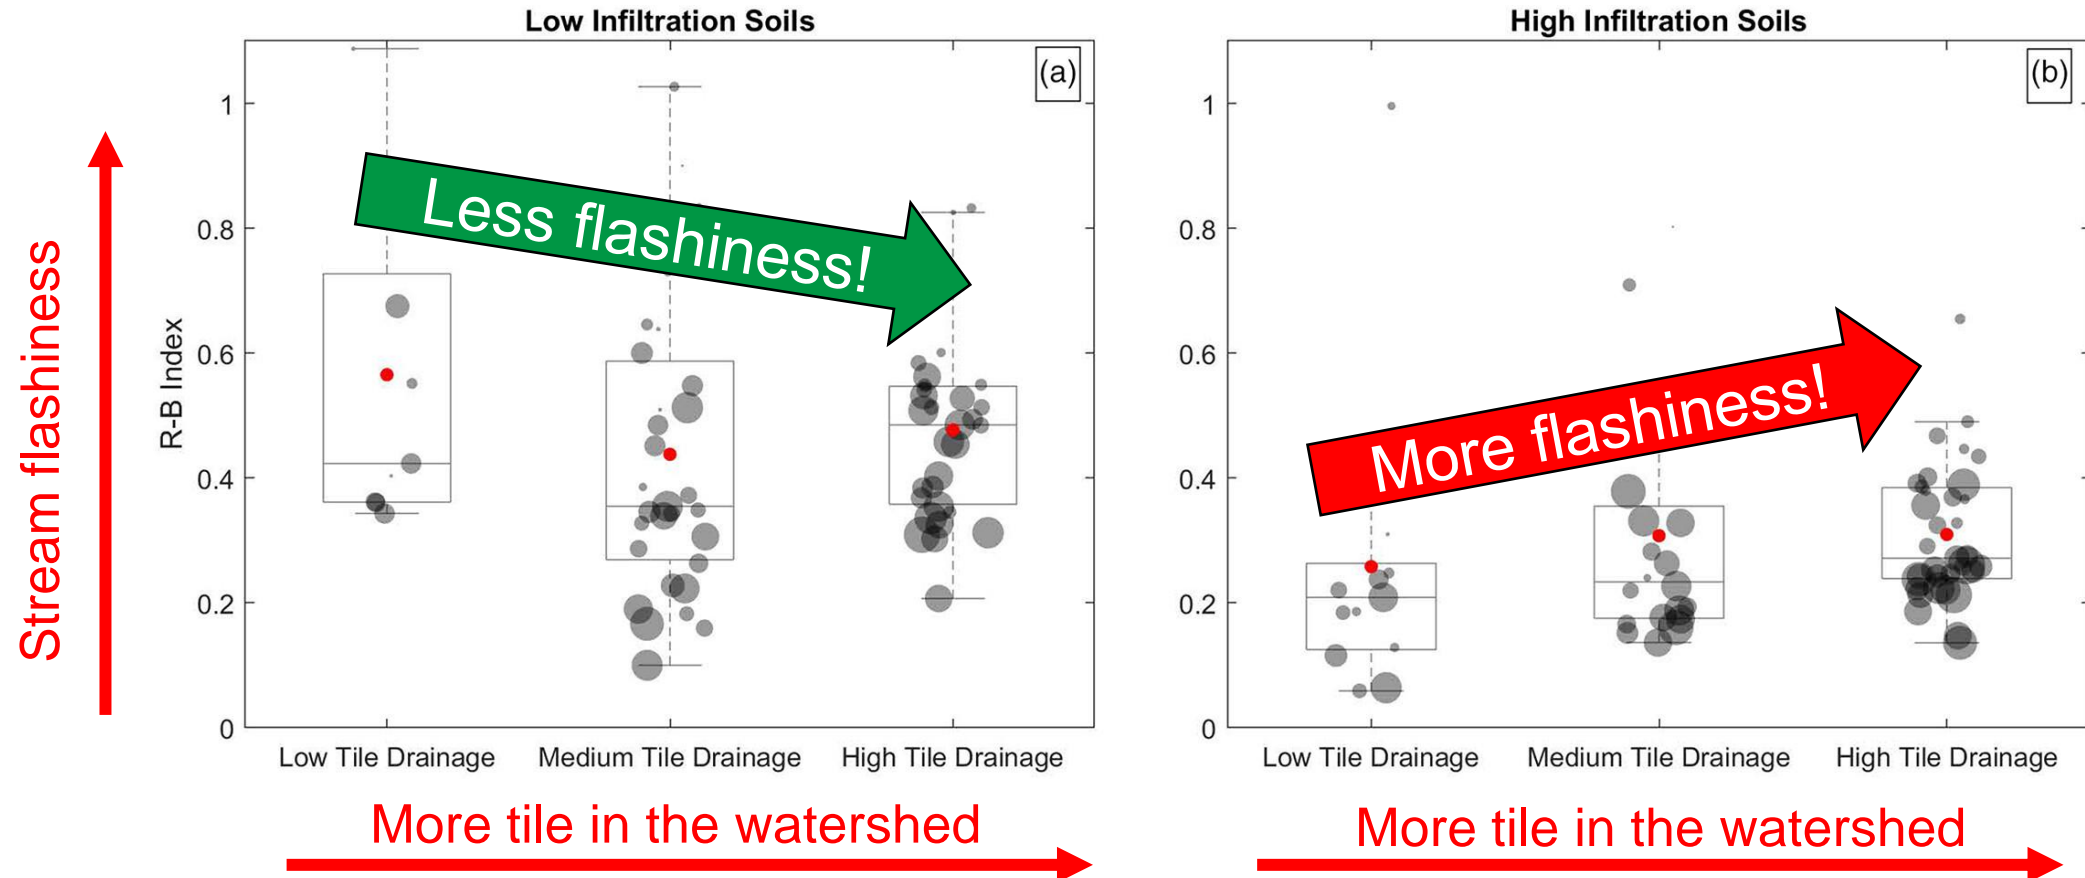 Low Infiltration Soils
(a)
Stream flashiness
R-B Index
1
0.8
0.6
0.4
0.2
0
Less flashiness!
Low Tile Drainage
Medium Tile Drainage
High Tile Drainage
More tile in the watershed
High Infiltration Soils
(b)
1
0.8
0.6
0.4
0.2
0
More flashiness!
Low Tile Drainage
Medium Tile Drainage
High Tile Drainage
More tile in the watershed